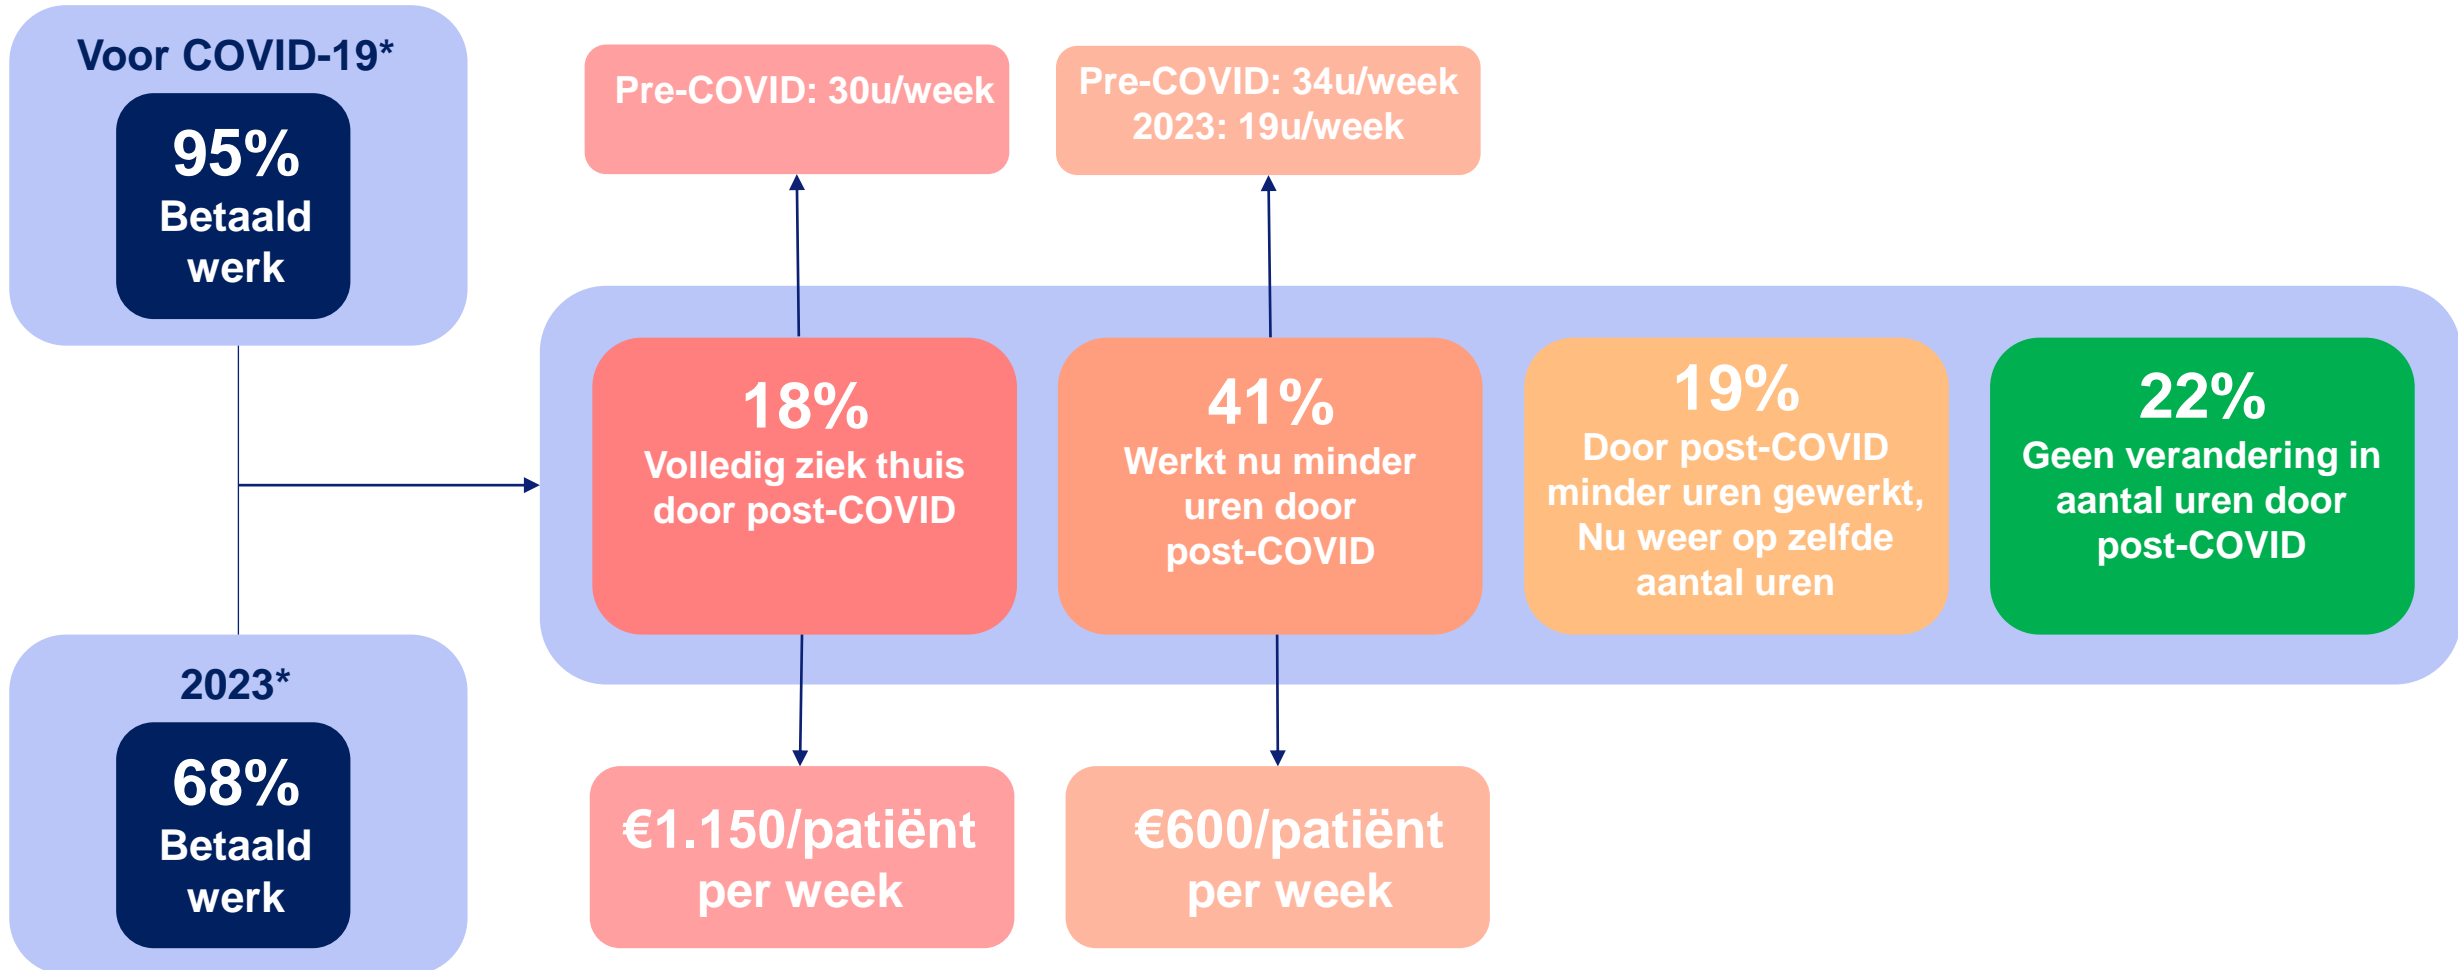 Voor COVID-19*
95%
Betaald
werk
2023*
68%
Betaald
werk
Pre-COVID: 30u/week
Pre-COVID: 34u/week
2023: 19u/week
18%
Volledig ziek thuis
door post-COVID
41%
Werkt nu minder
uren door
post-COVID
19%
Door post-COVID
minder uren gewerkt,
Nu weer op zelfde
aantal uren
22%
Geen verandering in
aantal uren door
post-COVID
€1.150/patiënt
per week
€600/patiënt
per week